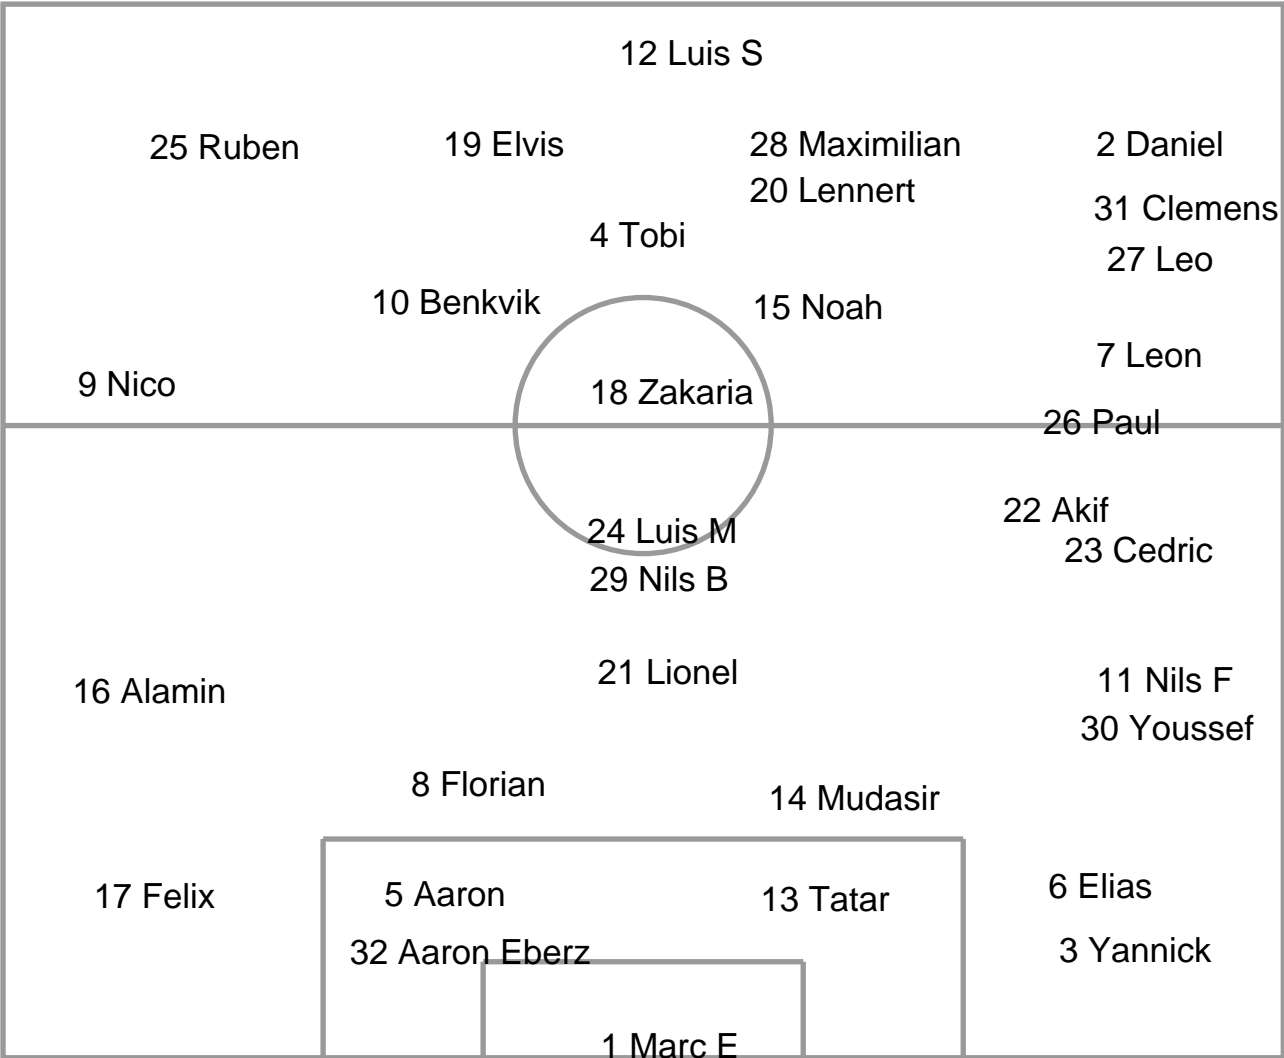 12 Luis S
25 Ruben
19 Elvis
28 Maximilian
2 Daniel
20 Lennert
31 Clemens
4 Tobi
27 Leo
10 Benkvik
15 Noah
7 Leon
9 Nico
18 Zakaria
26 Paul
22 Akif
24 Luis M
23 Cedric
29 Nils B
21 Lionel
16 Alamin
11 Nils F
30 Youssef
8 Florian
14 Mudasir
17 Felix
5 Aaron
13 Tatar
6 Elias
32 Aaron Eberz
3 Yannick
1 Marc E